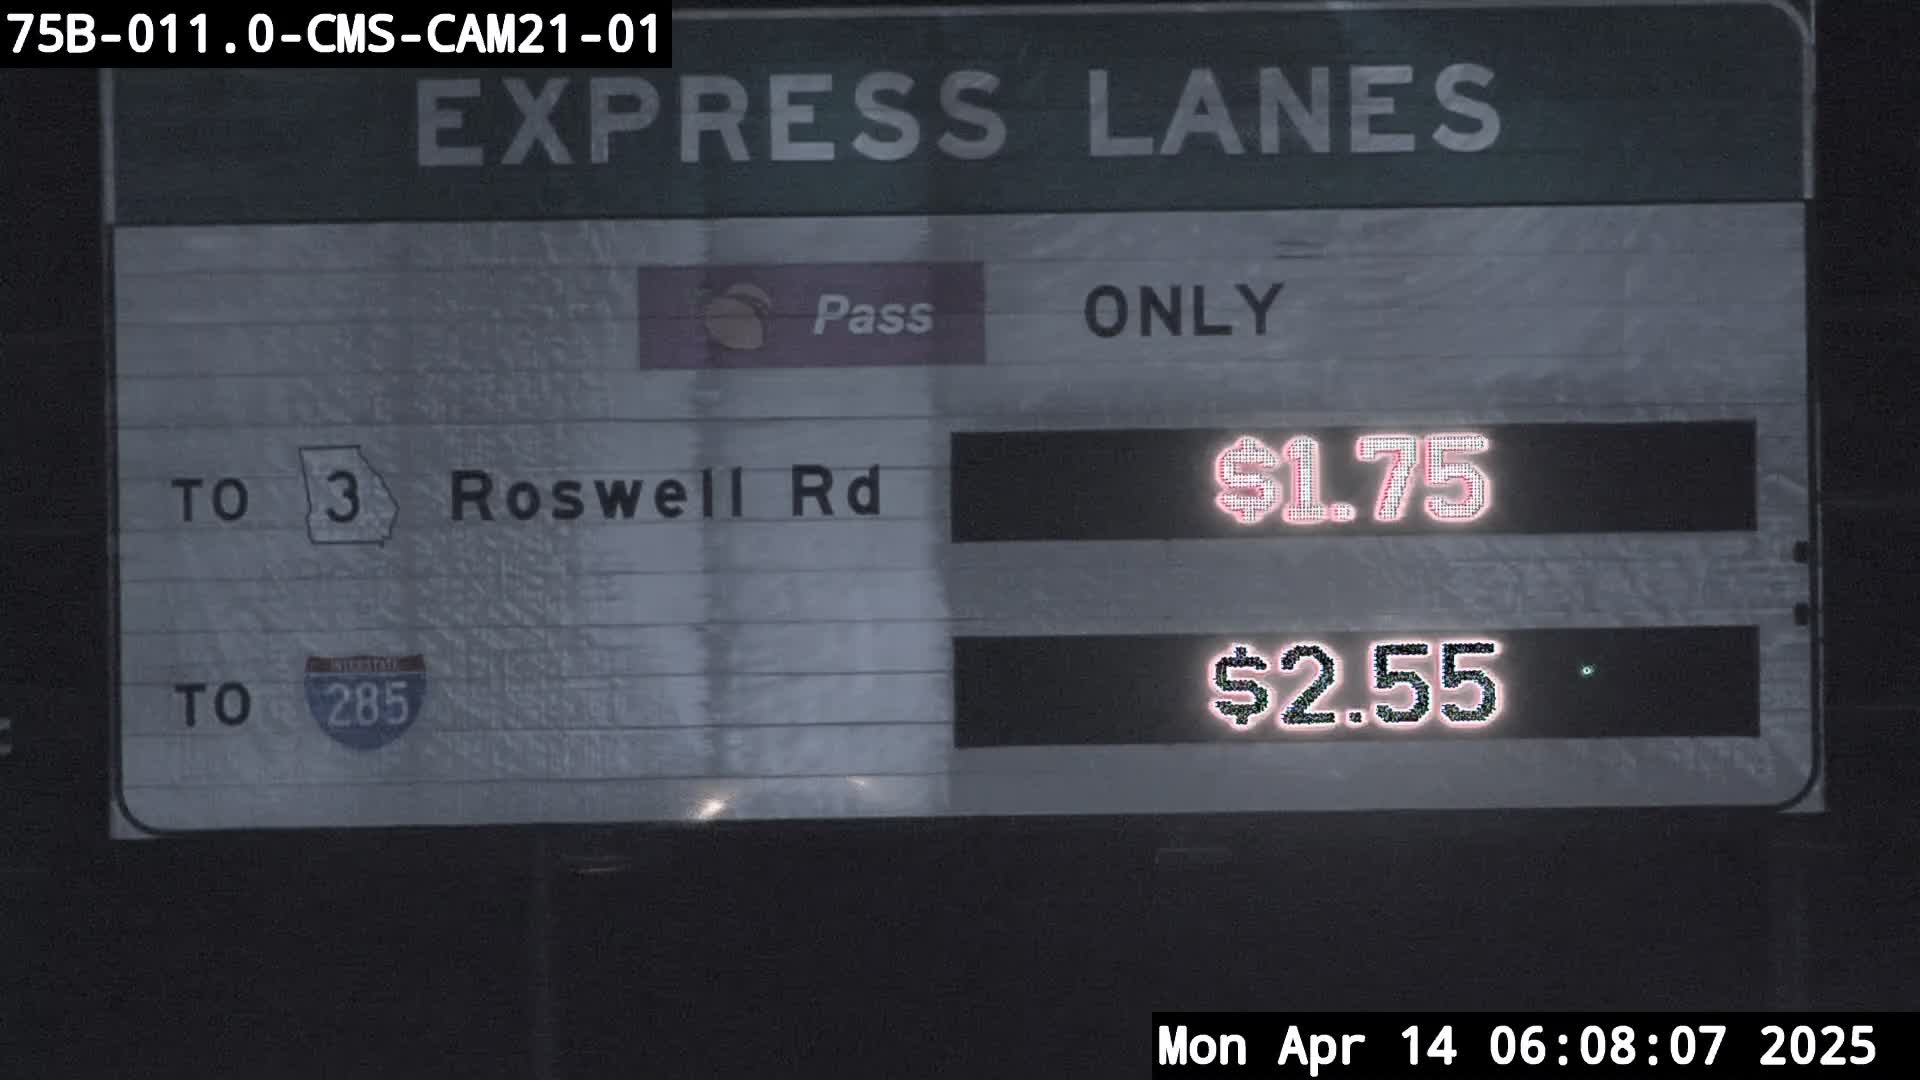 75B-011.0-CMS-CAM21-01
EXPRESS LANES
Pass ONLY
TO 3 Roswell Rd $1.75
TO INTERSTATE 285 $2.55
Mon Apr 14 06:08:07 2025